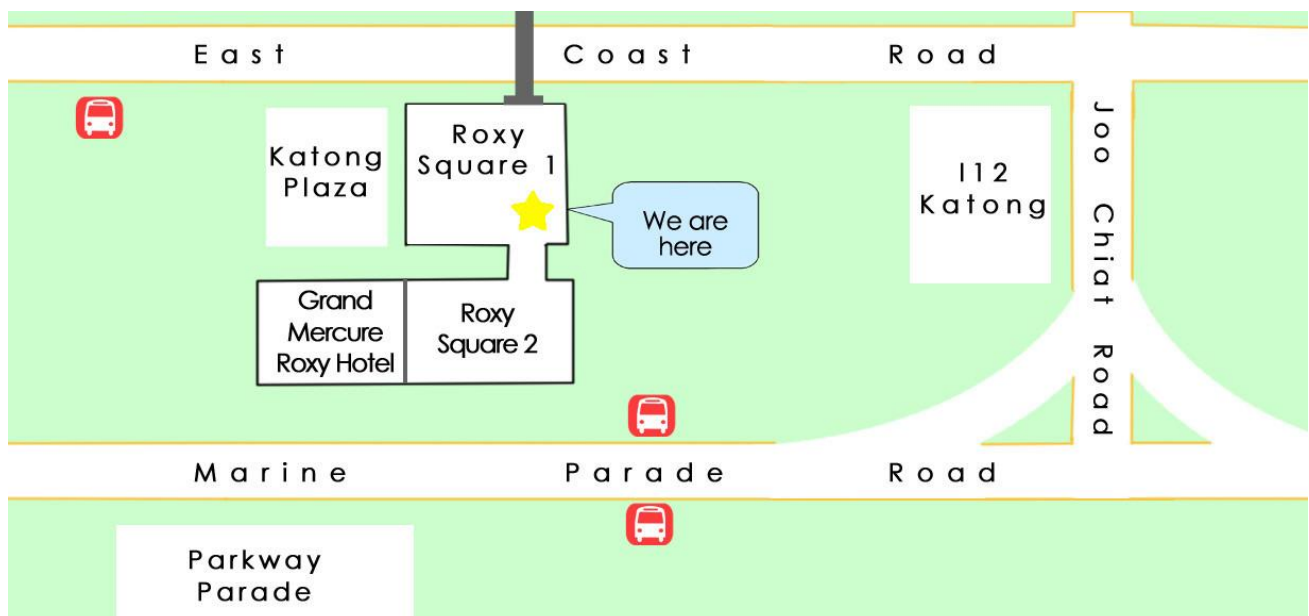 East Coast Road
Katong
Plaza
Roxy
Square 1
We are
here
I12
Katong
Joo Chiat Road
Grand
Mercure
Roxy Hotel
Roxy
Square 2
Marine Parade Road
Parkway
Parade